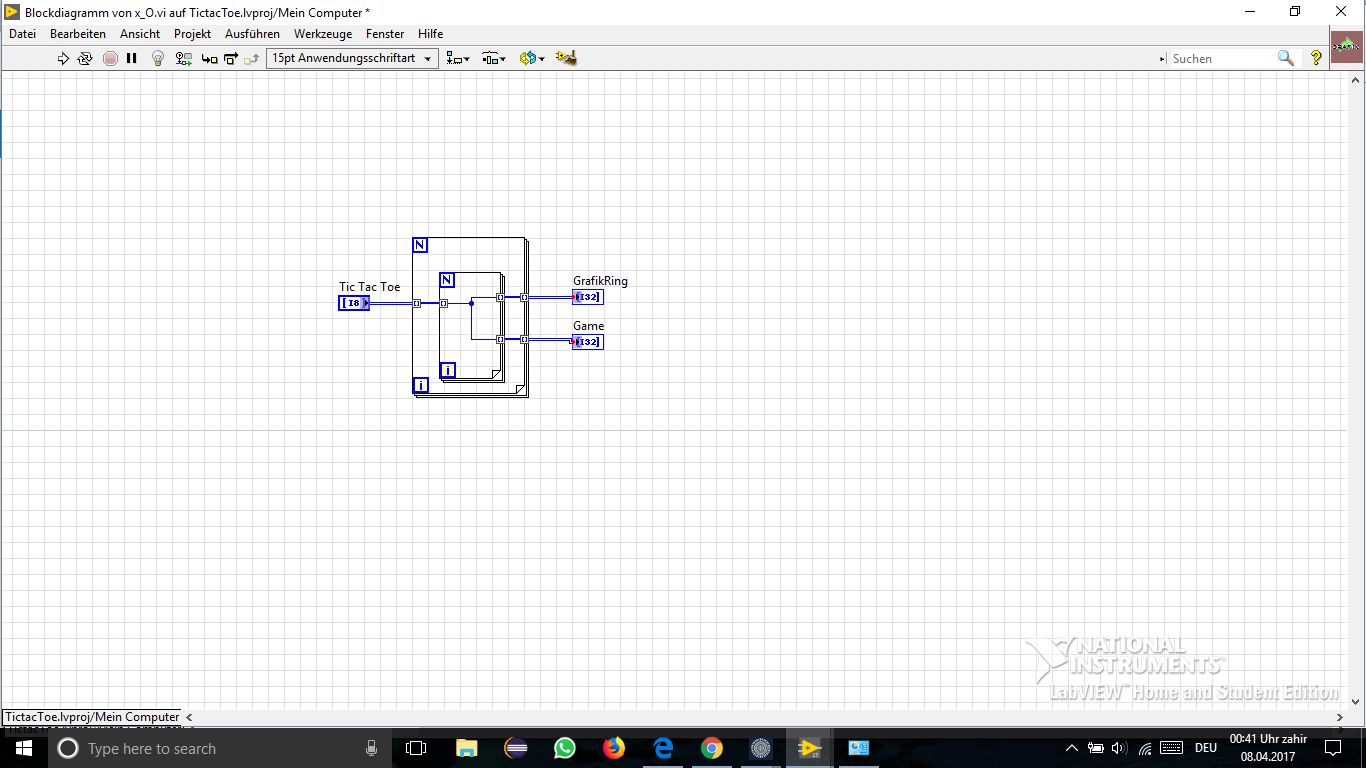 Blockdiagramm von x_O.vi auf TictacToe.lvproj/Mein Computer *
Datei Bearbeiten Ansicht Projekt Ausführen Werkzeuge Fenster Hilfe
15pt Anwendungsschriftart
Suchen
?
N
N
Tic Tac Toe
[I8
GrafikRing
I32]
Game
I32]
i
i
NATIONAL
INSTRUMENTS™
LabVIEW™ Home and Student Edition
TictacToe.lvproj/Mein Computer
Type here to search
17
DEU
00:41 Uhr zahir
08.04.2017